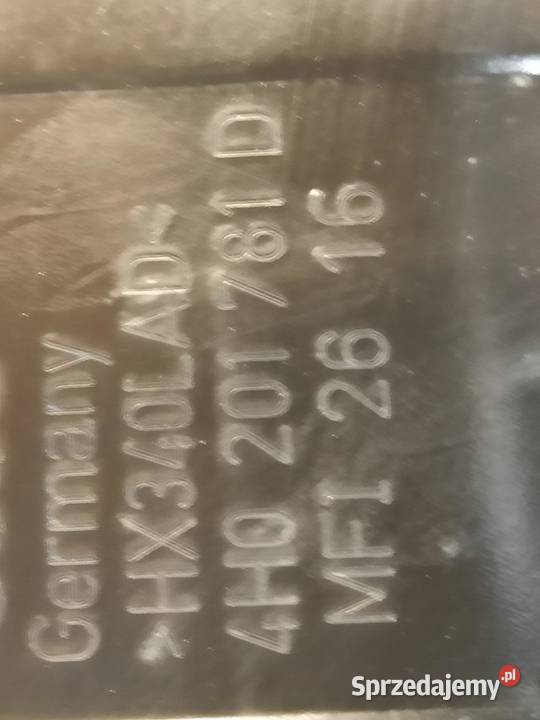 Germany
>HX340LAD<
4H0 201 781 D
MFI 26 16
Sprzedajemy.pl